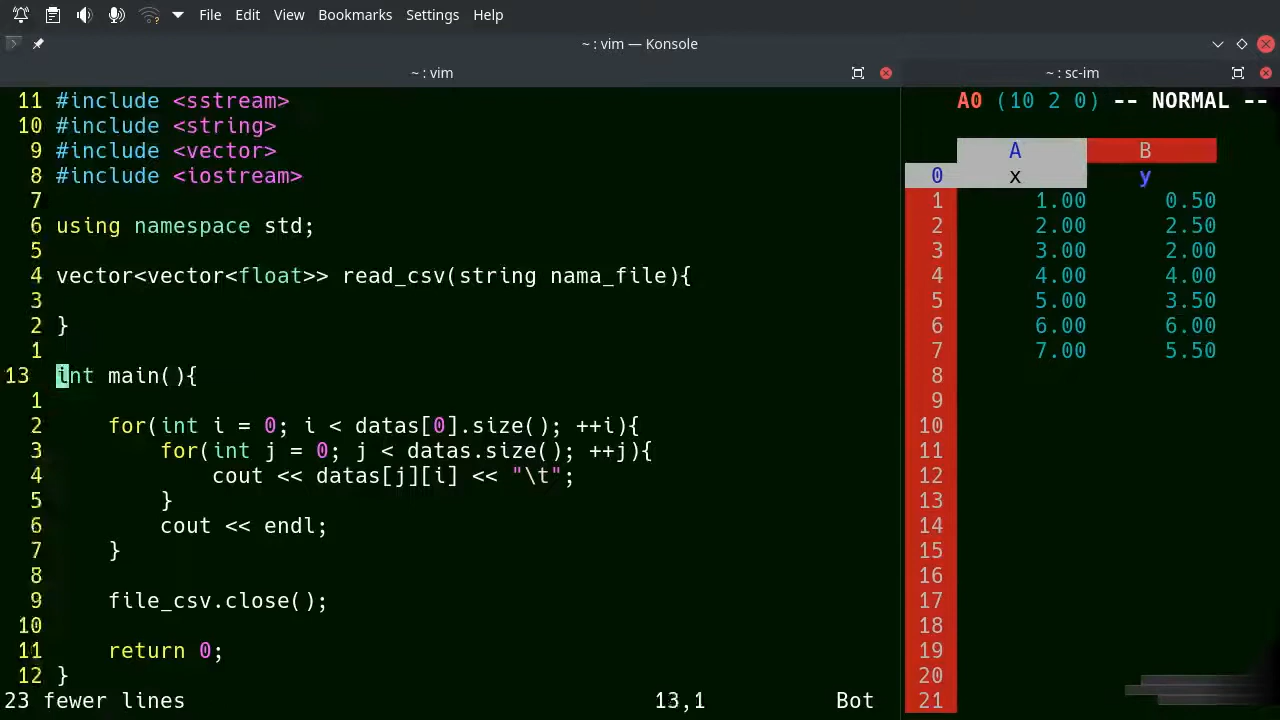 File Edit View Bookmarks Settings Help
~ : vim — Konsole
~ : vim
11 #include <sstream>
10 #include <string>
9 #include <vector>
8 #include <iostream>
7
6 using namespace std;
5
4 vector<vector<float>> read_csv(string nama_file){
3
2 }
1
13 int main(){
1
2 for(int i = 0; i < datas[0].size(); ++i){
3 for(int j = 0; j < datas.size(); ++j){
4 cout << datas[j][i] << "\t";
5 }
6 cout << endl;
7 }
8
9 file_csv.close();
10
11 return 0;
12 }
23 fewer lines 13,1 Bot
~ : sc-im
A0 (10 2 0) -- NORMAL --
A B
0 x y
1 1.00 0.50
2 2.00 2.50
3 3.00 2.00
4 4.00 4.00
5 5.00 3.50
6 6.00 6.00
7 7.00 5.50
8
9
10
11
12
13
14
15
16
17
18
19
20
21